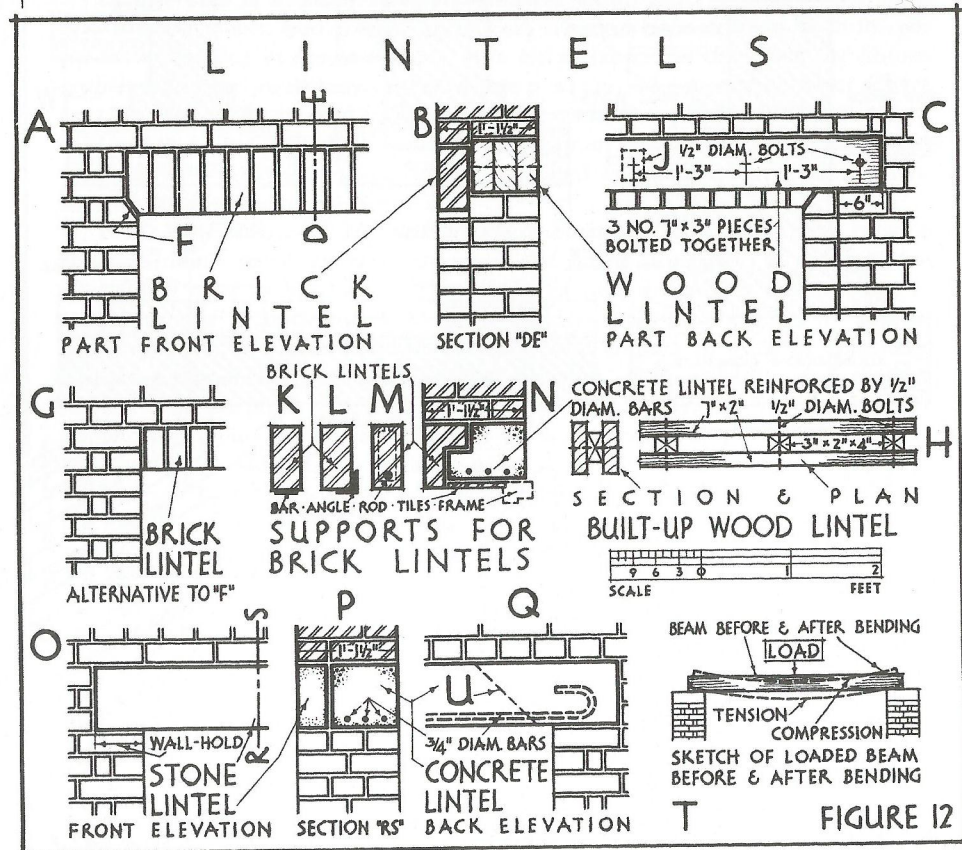 LINTELS
A
E
D
F
BRICK
LINTEL
PART FRONT ELEVATION
B
1'-1½"
SECTION "DE"
C
J
½" DIAM. BOLTS
1'-3"
1'-3"
6"
3 NO. 7" x 3" PIECES
BOLTED TOGETHER
WOOD
LINTEL
PART BACK ELEVATION
G
BRICK
LINTEL
ALTERNATIVE TO "F"
BRICK LINTELS
K L M N
1'-1½"
BAR · ANGLE · ROD · TILES · FRAME
SUPPORTS FOR
BRICK LINTELS
CONCRETE LINTEL REINFORCED BY ½"
DIAM. BARS 7" x 2" ½" DIAM. BOLTS
3" x 2" x 4"
H
SECTION & PLAN
BUILT-UP WOOD LINTEL
9 6 3 0 1 2
SCALE FEET
O
S
R
WALL-HOLD
STONE
LINTEL
FRONT ELEVATION
P
1'-1½"
SECTION "RS"
Q
U
¾" DIAM. BARS
CONCRETE
LINTEL
BACK ELEVATION
BEAM BEFORE & AFTER BENDING
LOAD
TENSION
COMPRESSION
SKETCH OF LOADED BEAM
BEFORE & AFTER BENDING
T
FIGURE 12